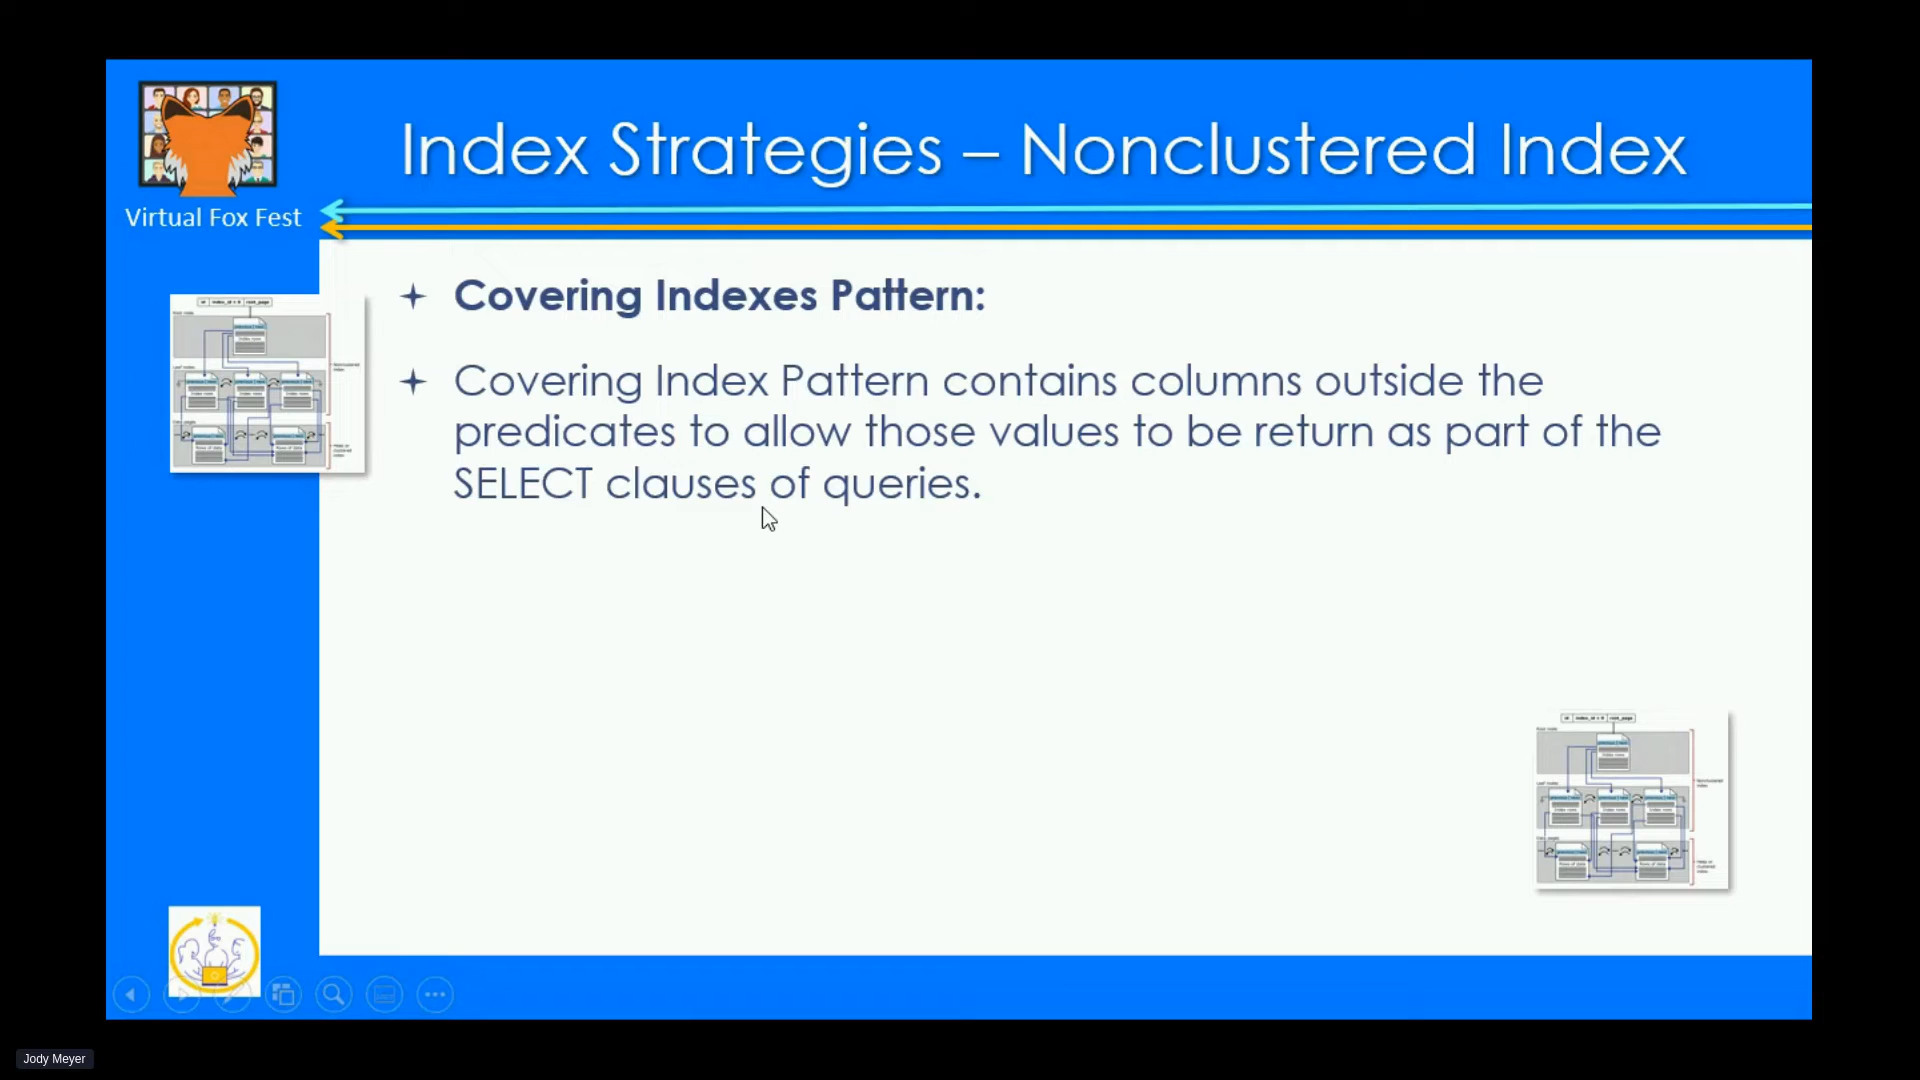 Index Strategies – Nonclustered Index
Virtual Fox Fest
Covering Indexes Pattern:
Covering Index Pattern contains columns outside the
predicates to allow those values to be return as part of the
SELECT clauses of queries.
Jody Meyer